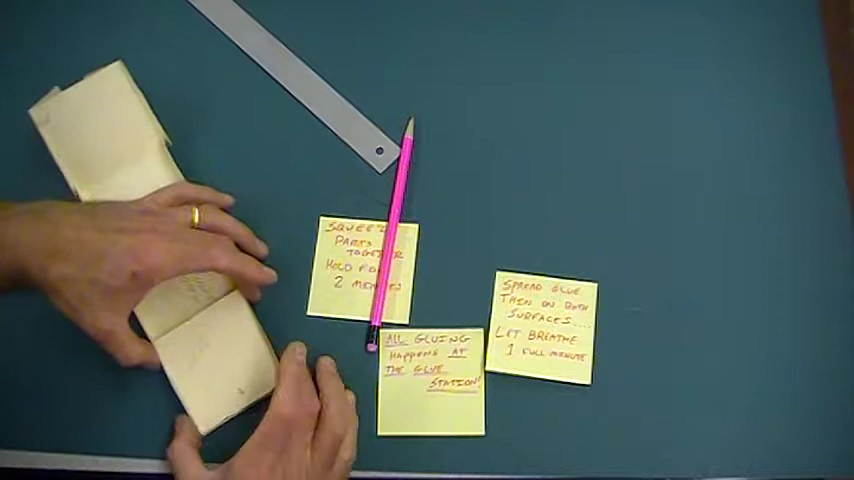 SQUEEZE
PARTS
TOGETHER
HOLD FOR
2 MINUTES
ALL GLUING
HAPPENS AT
THE GLUE
STATION!
SPREAD GLUE
THIN ON BOTH
SURFACES....
LET BREATHE
1 FULL MINUTE